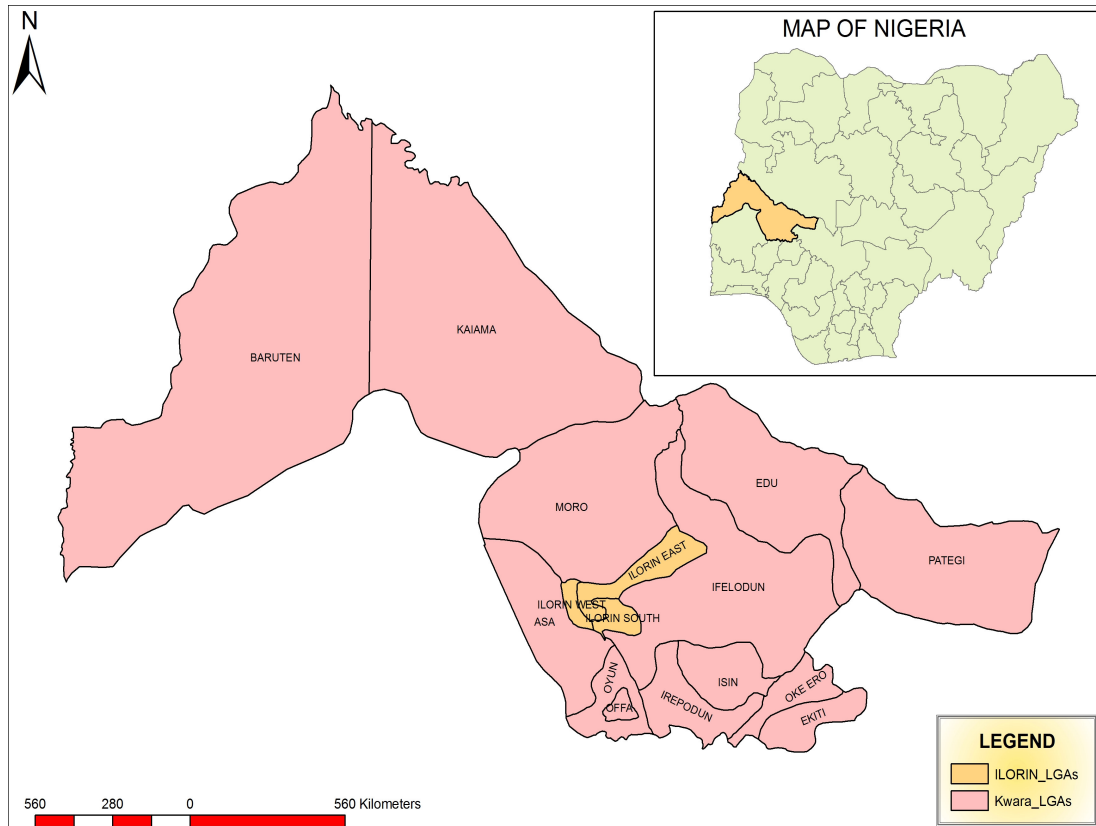 N
MAP OF NIGERIA
KAIAMA
BARUTEN
EDU
MORO
PATEGI
ILORIN EAST
IFELODUN
ILORIN WEST
ILORIN SOUTH
ASA
OYUN
ISIN
OKE ERO
IREPODUN
OFFA
EKITI
LEGEND
ILORIN_LGAs
Kwara_LGAs
560 280 0 560 Kilometers